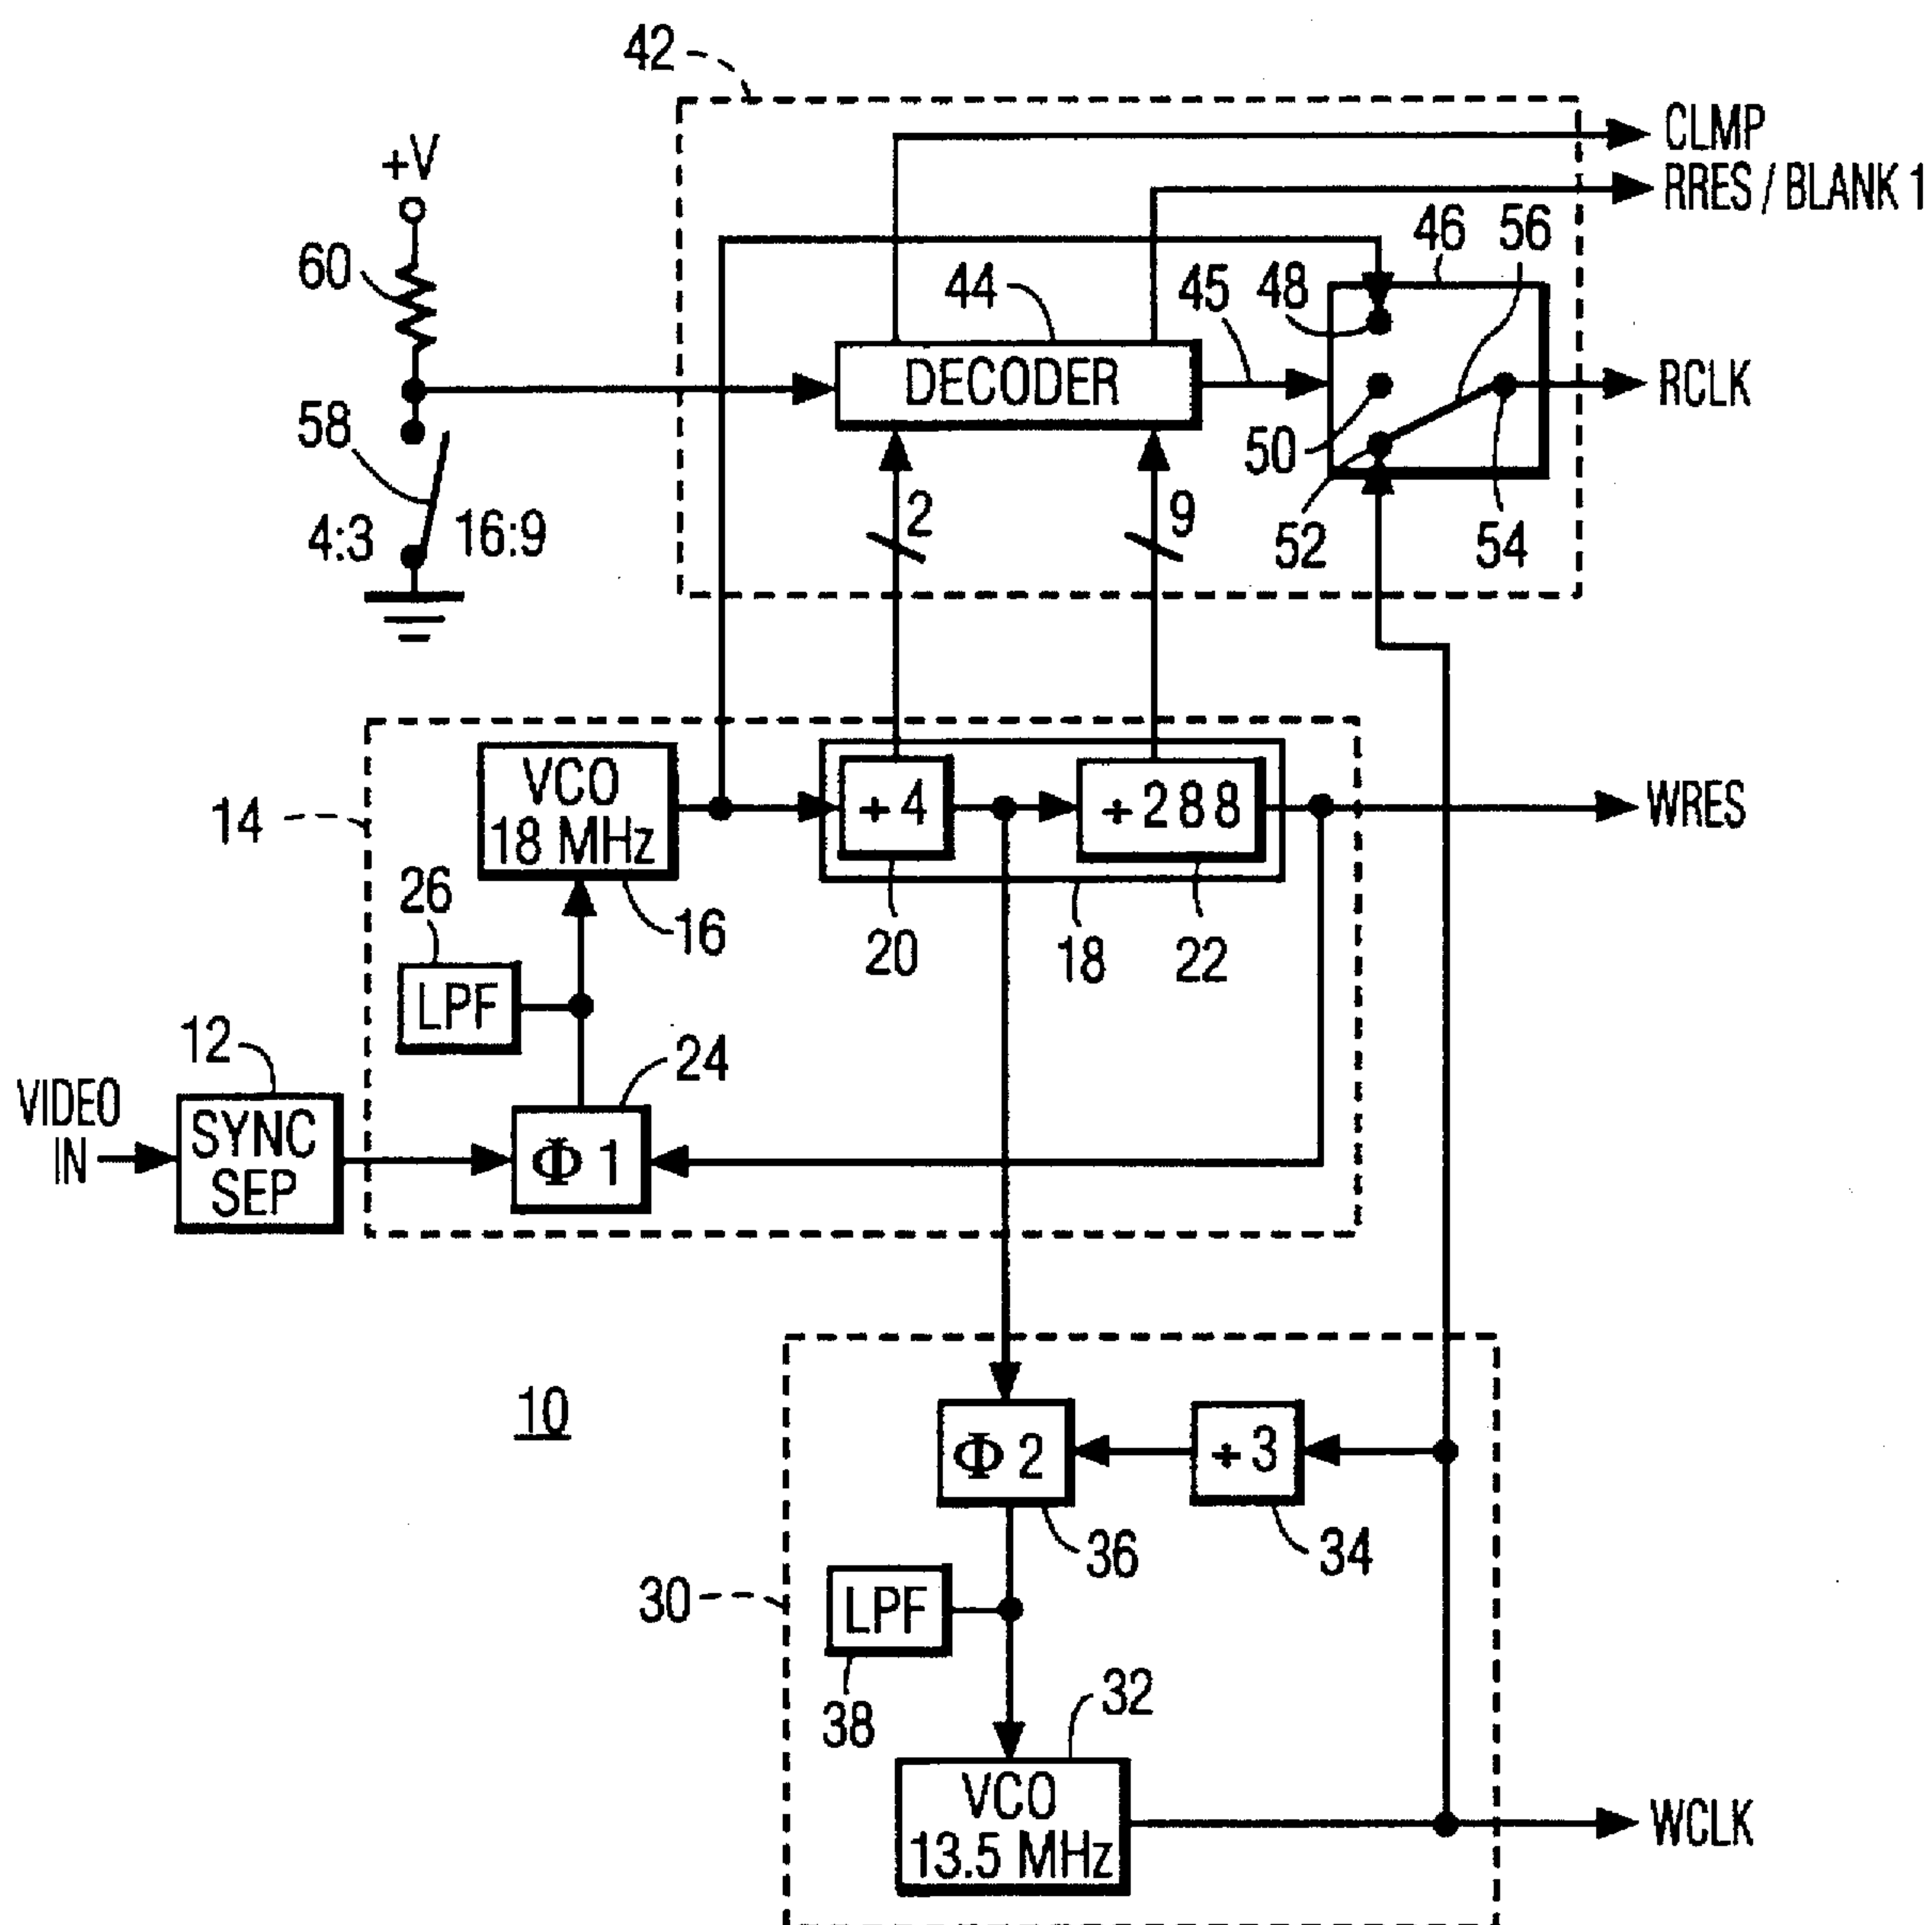 42
CLMP
+V
RRES / BLANK 1
46
56
60
44
45
48
DECODER
RCLK
58
50
2
9
52
54
4:3
16:9
VCO
18 MHz
÷4
÷288
WRES
14
26
16
20
18
22
LPF
12
24
VIDEO
IN
SYNC
SEP
Φ 1
10
Φ 2
÷3
36
34
30
LPF
38
32
VCO
13.5 MHz
WCLK